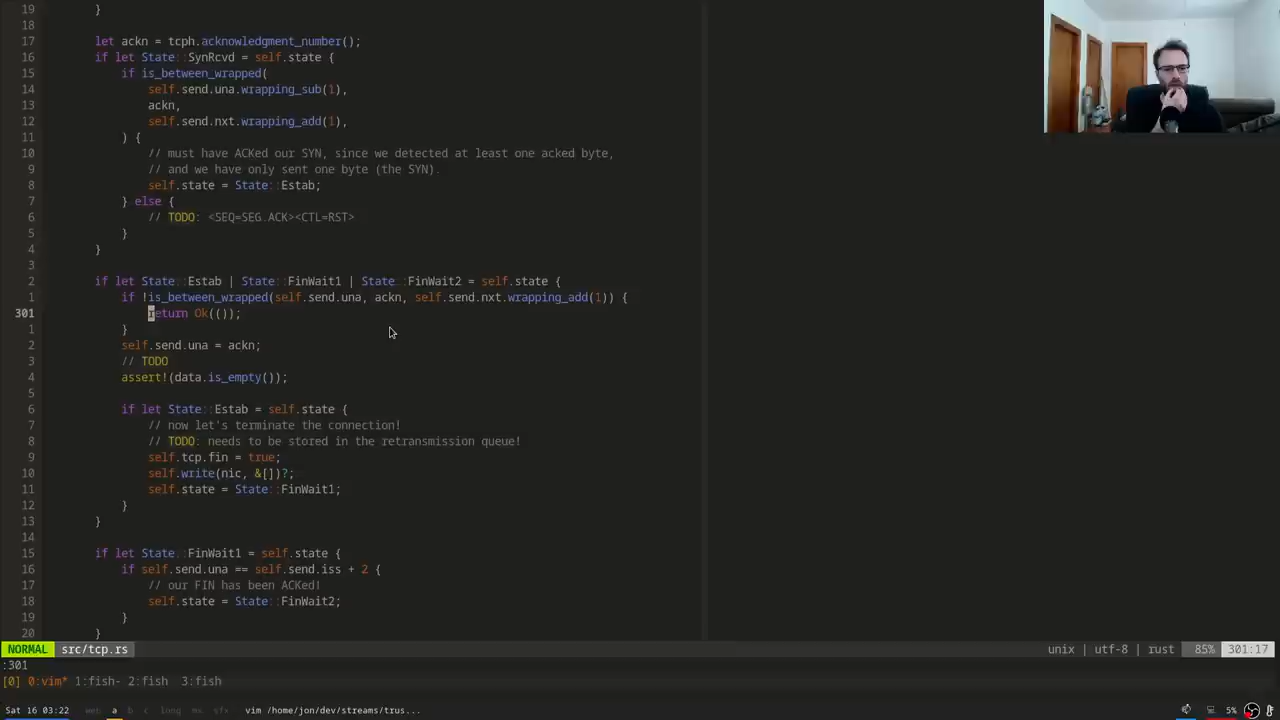 19 }
18
17 let ackn = tcph.acknowledgment_number();
16 if let State::SynRcvd = self.state {
15 if is_between_wrapped(
14 self.send.una.wrapping_sub(1),
13 ackn,
12 self.send.nxt.wrapping_add(1),
11 ) {
10 // must have ACKed our SYN, since we detected at least one acked byte,
9 // and we have only sent one byte (the SYN).
8 self.state = State::Estab;
7 } else {
6 // TODO: <SEQ=SEG.ACK><CTL=RST>
5 }
4 }
3
2 if let State::Estab | State::FinWait1 | State::FinWait2 = self.state {
1 if !is_between_wrapped(self.send.una, ackn, self.send.nxt.wrapping_add(1)) {
301 return Ok(());
1 }
2 self.send.una = ackn;
3 // TODO
4 assert!(data.is_empty());
5
6 if let State::Estab = self.state {
7 // now let's terminate the connection!
8 // TODO: needs to be stored in the retransmission queue!
9 self.tcp.fin = true;
10 self.write(nic, &[])?;
11 self.state = State::FinWait1;
12 }
13 }
14
15 if let State::FinWait1 = self.state {
16 if self.send.una == self.send.iss + 2 {
17 // our FIN has been ACKed!
18 self.state = State::FinWait2;
19 }
20 }
NORMAL src/tcp.rs unix | utf-8 | rust 85% 301:17
:301
[0] 0:vim* 1:fish- 2:fish 3:fish
Sat 16 03:22 web a b c long ms sfx vim /home/jon/dev/streams/trus... 5%